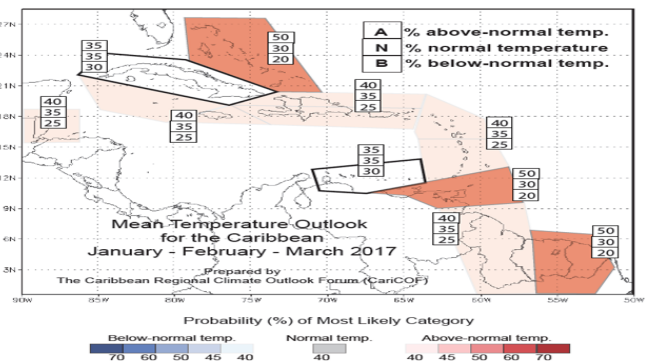 27N
24N
21N
18N
15N
12N
9N
6N
3N
A % above-normal temp.
N % normal temperature
B % below-normal temp.
50
30
20
35
35
30
40
35
25
40
35
25
40
35
25
40
35
25
35
35
30
50
30
20
40
35
25
50
30
20
Mean Temperature Outlook
for the Caribbean
January - February - March 2017
Prepared by
The Caribbean Regional Climate Outlook Forum (CariCOF)
90W 85W 80W 75W 70W 65W 60W 55W 50W
Probability (%) of Most Likely Category
Below-normal temp. Normal temp. Above-normal temp.
70 60 50 45 40 40 40 45 50 60 70